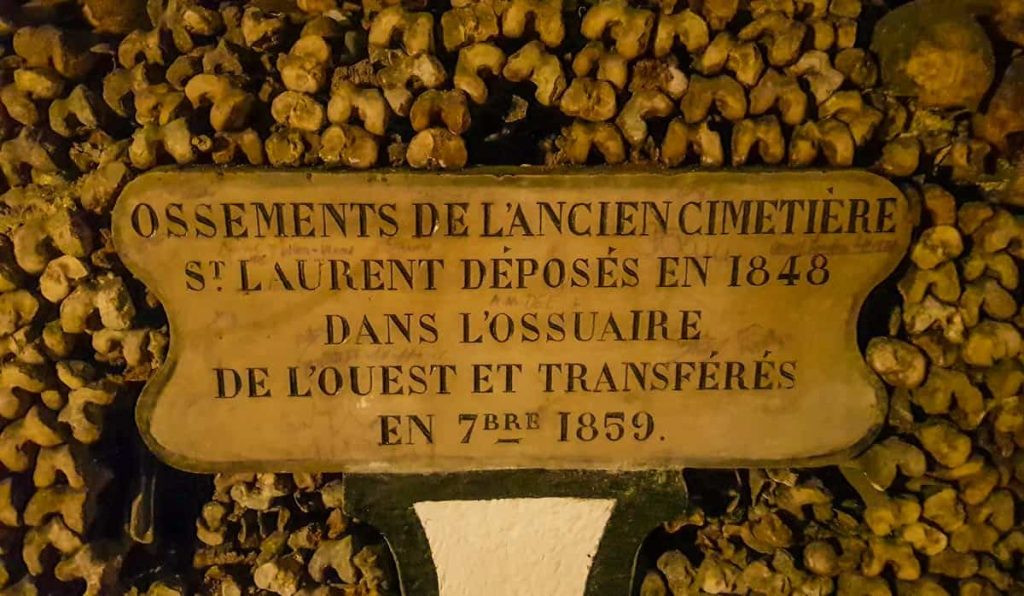 OSSEMENTS DE L'ANCIEN CIMETIÈRE
ST. LAURENT DÉPOSÉS EN 1848
DANS L'OSSUAIRE
DE L'OUEST ET TRANSFÉRÉS
EN 7BRE 1859.